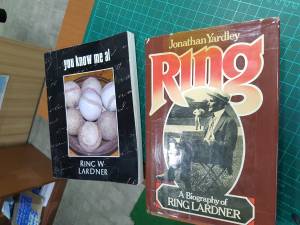 you know me al
RING W
LARDNER
Jonathan Yardley
Ring
A Biography of
RING LARDNER